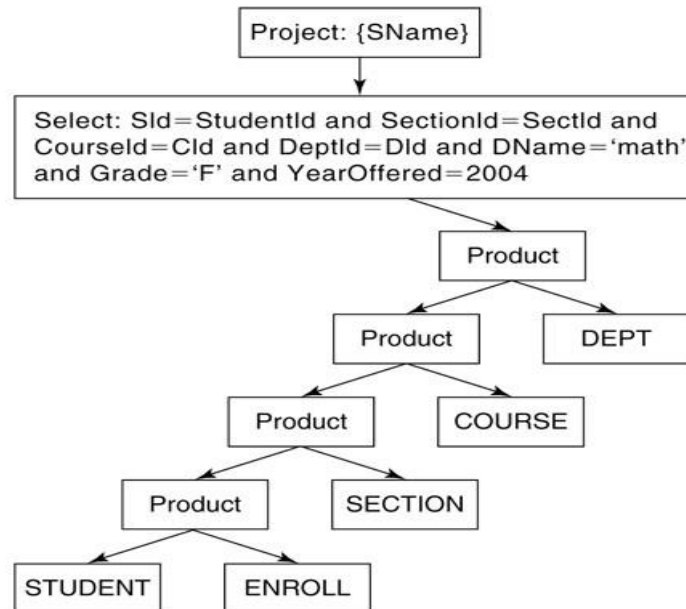 Project: {SName}
Select: SId=StudentId and SectionId=SectId and
CourseId=CId and DeptId=DId and DName=‘math’
and Grade=‘F’ and YearOffered=2004
Product
Product
DEPT
Product
COURSE
Product
SECTION
STUDENT
ENROLL